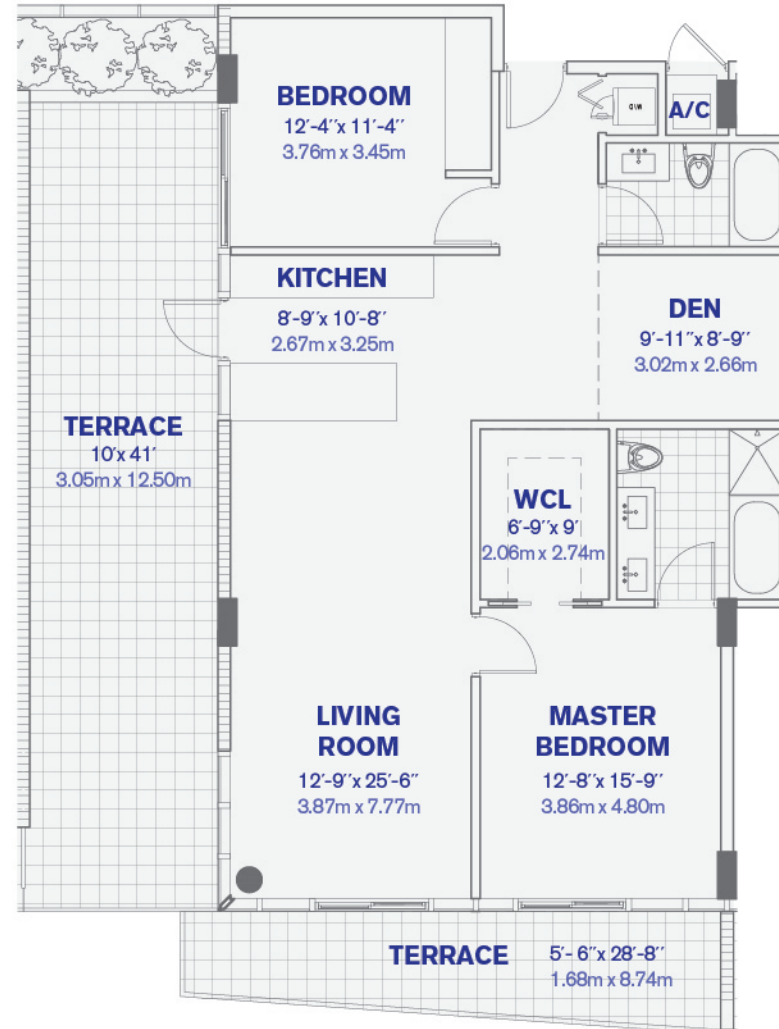 BEDROOM
12'-4"x 11'-4"
3.76m x 3.45m
A/C
D/W
KITCHEN
8'-9"x 10'-8"
2.67m x 3.25m
DEN
9'-11"x 8'-9"
3.02m x 2.66m
TERRACE
10'x 41'
3.05m x 12.50m
WCL
6'-9"x 9'
2.06m x 2.74m
LIVING
ROOM
12'-9"x 25'-6"
3.87m x 7.77m
MASTER
BEDROOM
12'-8"x 15'-9"
3.86m x 4.80m
TERRACE
5'- 6"x 28'-8"
1.68m x 8.74m